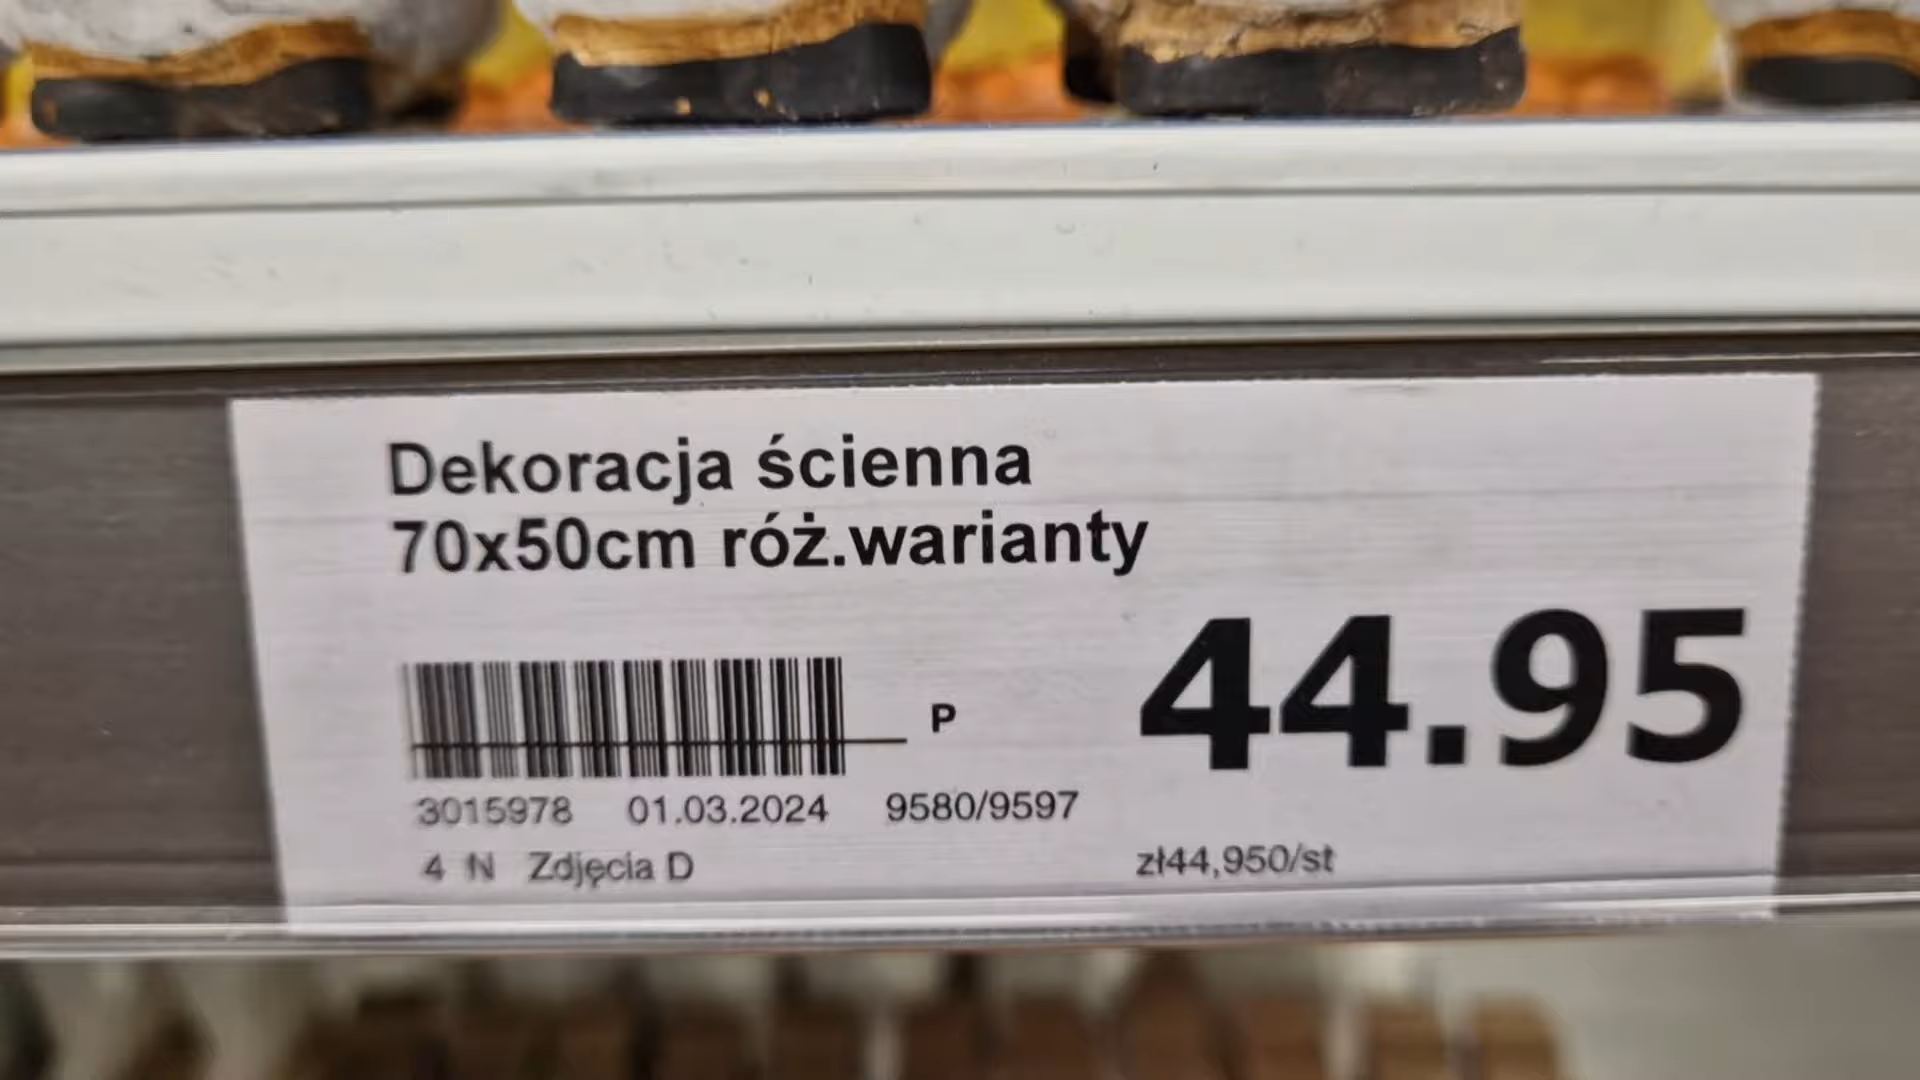 Dekoracja ścienna
70x50cm róż.warianty
44.95
P
3015978 01.03.2024 9580/9597
4 N Zdjęcia D
zł44,950/st